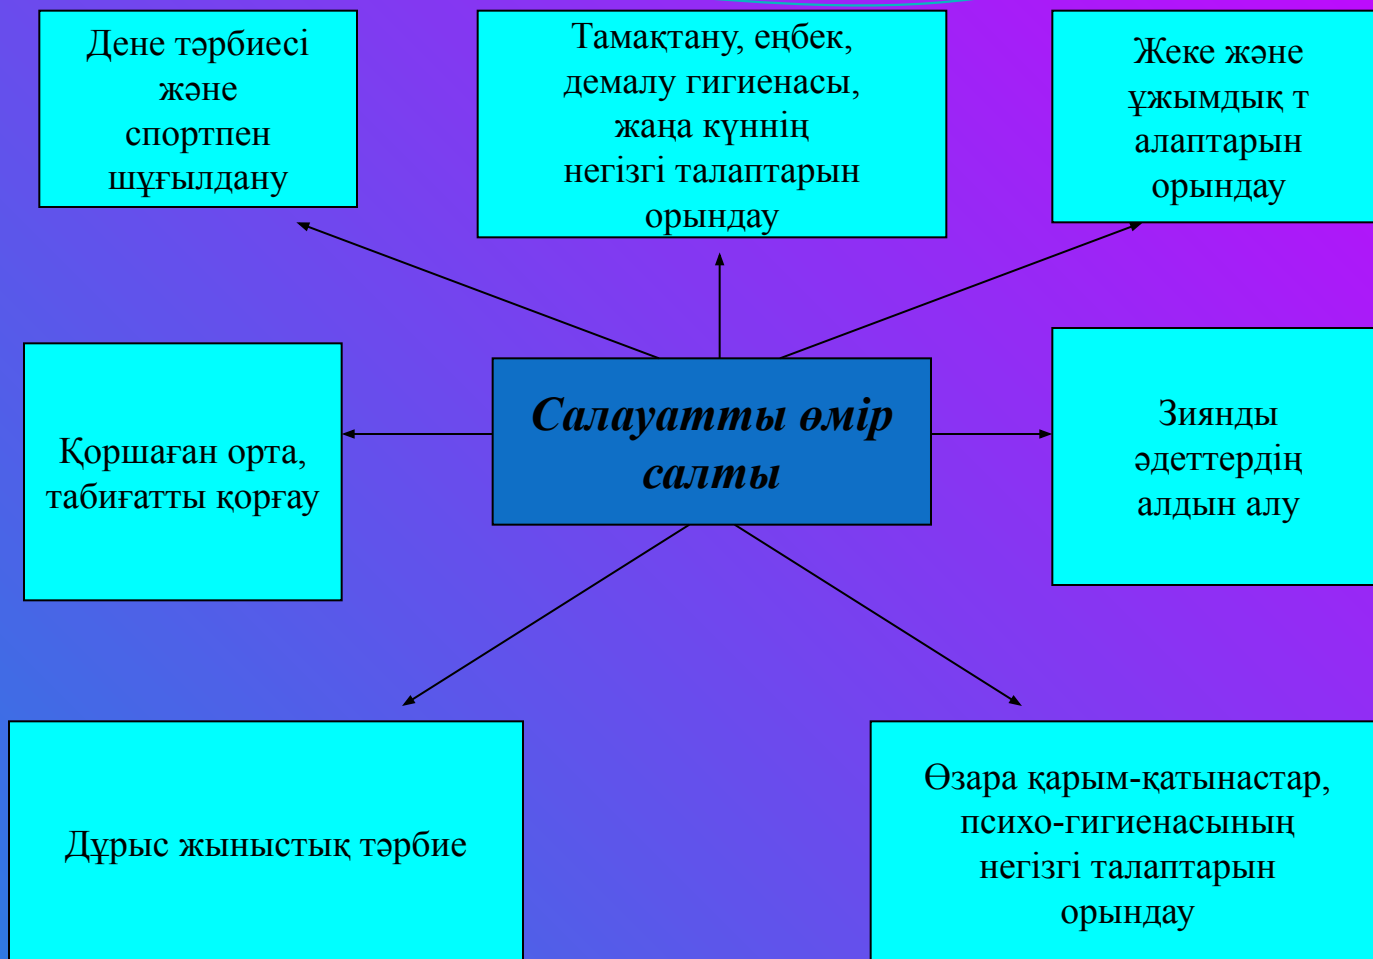 Дене тәрбиесі
және
спортпен
шұғылдану
Тамақтану, еңбек,
демалу гигиенасы,
жаңа күннің
негізгі талаптарын
орындау
Жеке және
ұжымдық т
алаптарын
орындау
Қоршаған орта,
табиғатты қорғау
Салауатты өмір
салты
Зиянды
әдеттердің
алдын алу
Дұрыс жыныстық тәрбие
Өзара қарым-қатынастар,
психо-гигиенасының
негізгі талаптарын
орындау